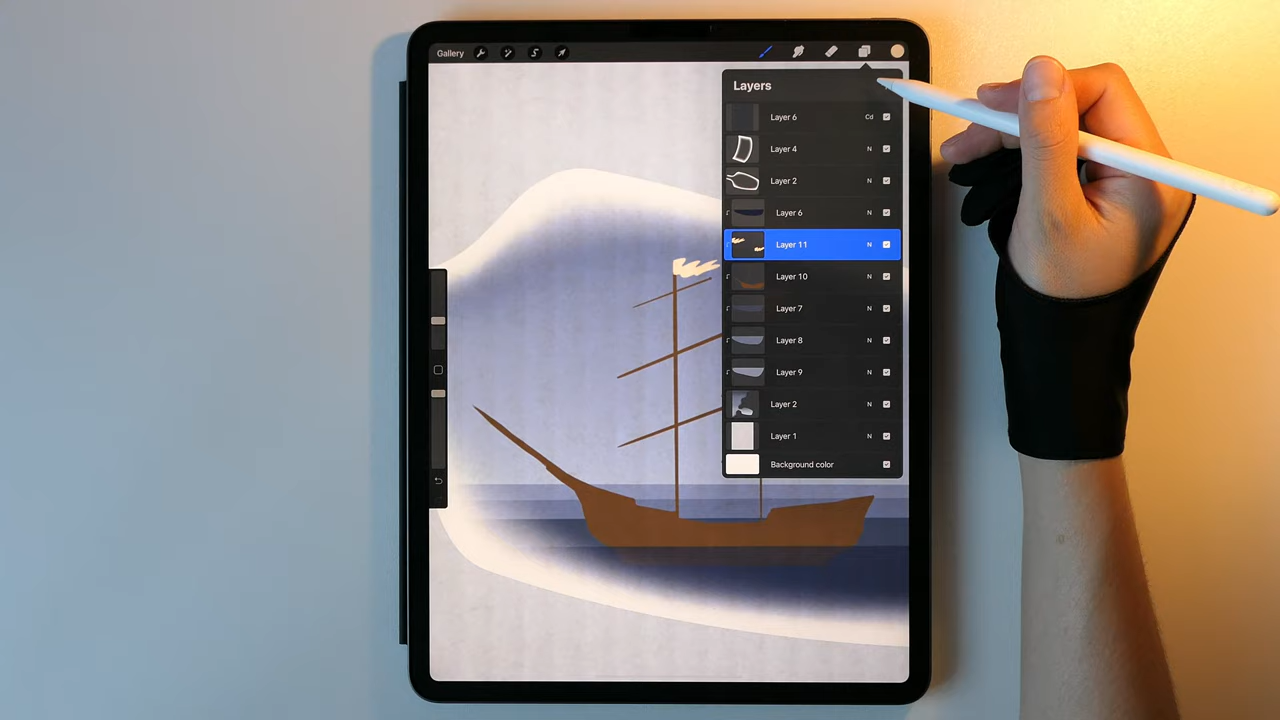 Gallery
Layers
Layer 6 Cd
Layer 4 N
Layer 2 N
Layer 6 N
Layer 11 N
Layer 10 N
Layer 7 N
Layer 8 N
Layer 9 N
Layer 2 N
Layer 1 N
Background color